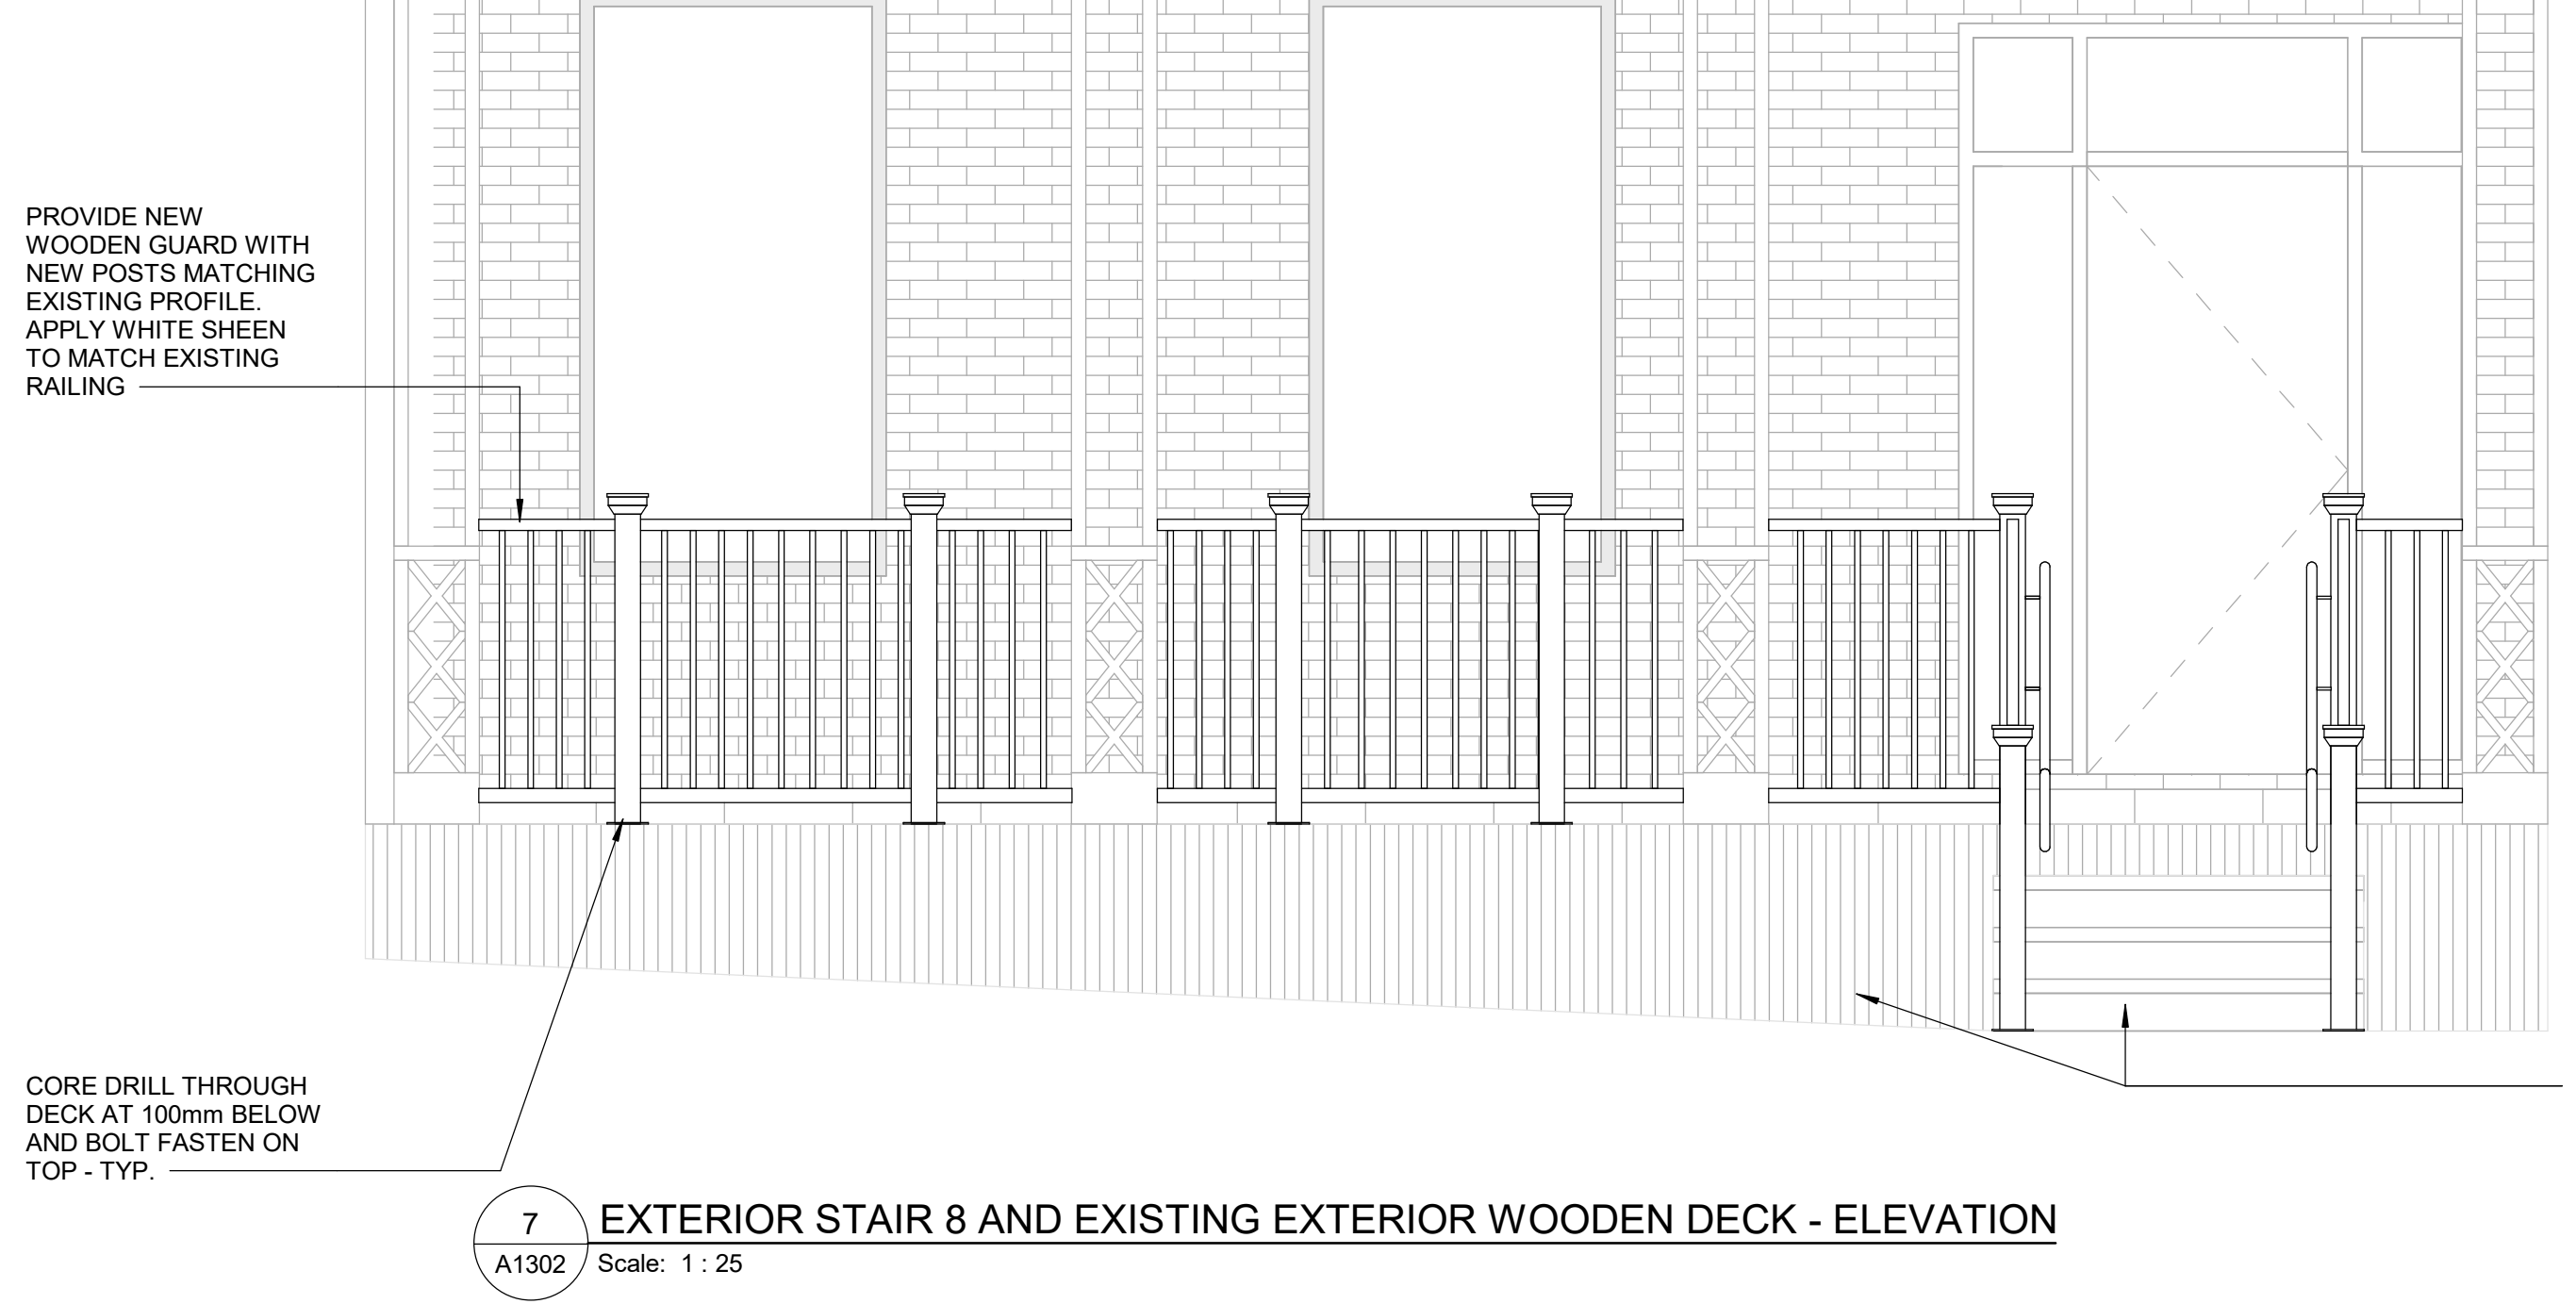 PROVIDE NEW
WOODEN GUARD WITH
NEW POSTS MATCHING
EXISTING PROFILE.
APPLY WHITE SHEEN
TO MATCH EXISTING
RAILING
CORE DRILL THROUGH
DECK AT 100mm BELOW
AND BOLT FASTEN ON
TOP - TYP.
7
A1302
EXTERIOR STAIR 8 AND EXISTING EXTERIOR WOODEN DECK - ELEVATION
Scale: 1 : 25